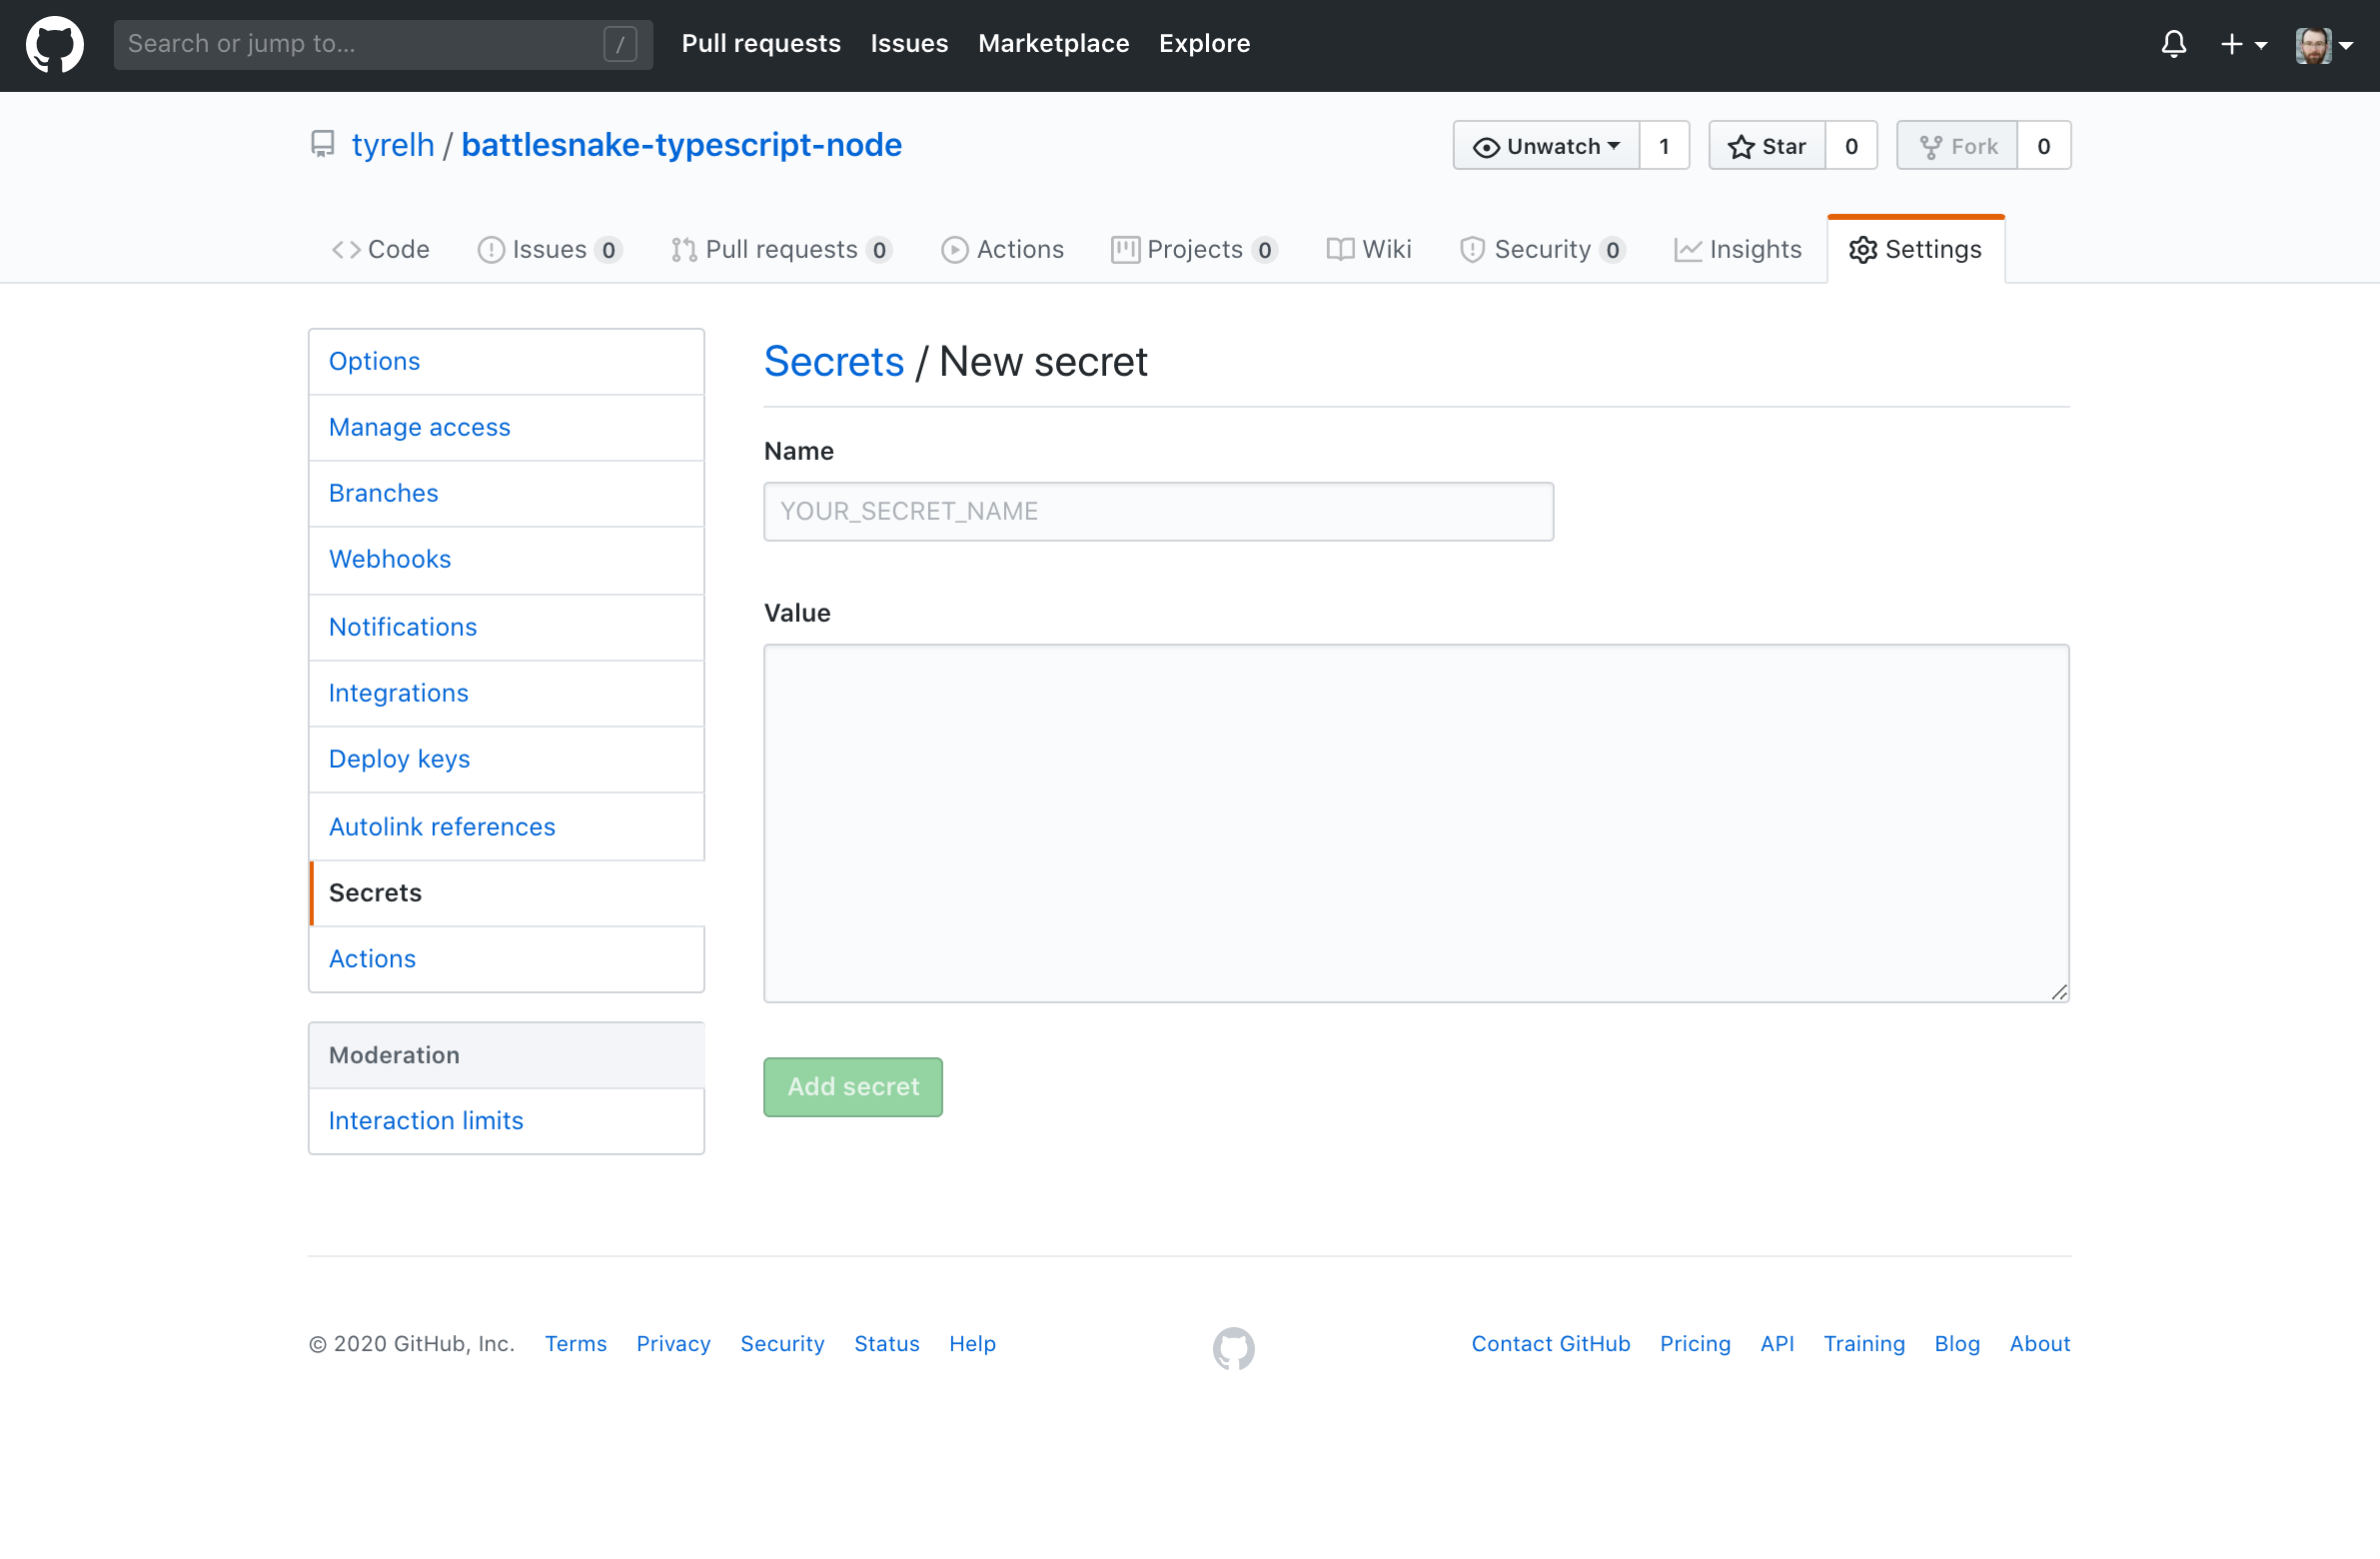 Search or jump to... / Pull requests Issues Marketplace Explore
tyrelh / battlesnake-typescript-node Unwatch 1 Star 0 Fork 0
Code Issues 0 Pull requests 0 Actions Projects 0 Wiki Security 0 Insights Settings
Options
Manage access
Branches
Webhooks
Notifications
Integrations
Deploy keys
Autolink references
Secrets
Actions
Moderation
Interaction limits
Secrets / New secret
Name
YOUR_SECRET_NAME
Value
Add secret
© 2020 GitHub, Inc. Terms Privacy Security Status Help Contact GitHub Pricing API Training Blog About